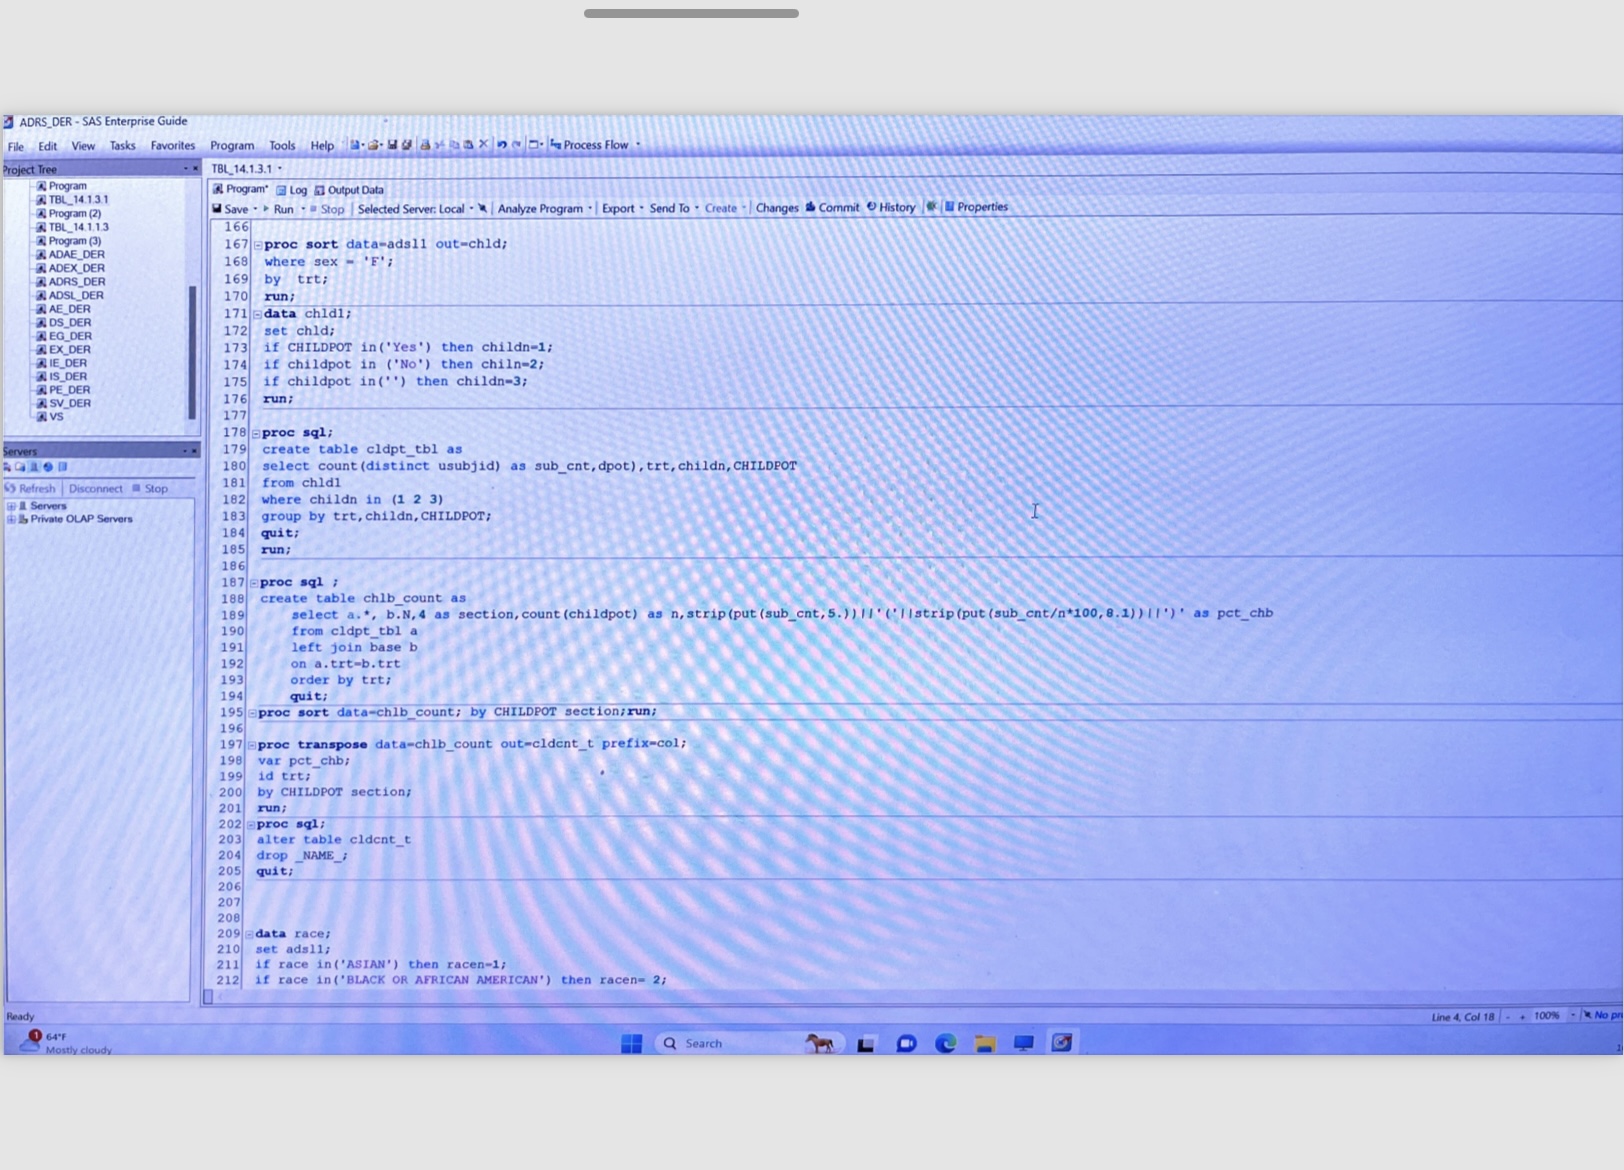 ADRS_DER - SAS Enterprise Guide
File Edit View Tasks Favorites Program Tools Help Process Flow
Project Tree
Program
TBL_14.1.3.1
Program (2)
TBL_14.1.1.3
Program (3)
ADAE_DER
ADEX_DER
ADRS_DER
ADSL_DER
AE_DER
DS_DER
EG_DER
EX_DER
IE_DER
IS_DER
PE_DER
SV_DER
VS
Servers
Refresh Disconnect Stop
Servers
Private OLAP Servers
TBL_14.1.3.1
Program* Log Output Data
Save Run Stop Selected Server: Local Analyze Program Export Send To Create Changes Commit History Properties
166
167 proc sort data=adsl1 out=chld;
168 where sex = 'F';
169 by trt;
170 run;
171 data chld1;
172 set chld;
173 if CHILDPOT in('Yes') then childn=1;
174 if childpot in ('No') then chiln=2;
175 if childpot in('') then childn=3;
176 run;
177
178 proc sql;
179 create table cldpt_tbl as
180 select count(distinct usubjid) as sub_cnt,dpot),trt,childn,CHILDPOT
181 from chld1
182 where childn in (1 2 3)
183 group by trt,childn,CHILDPOT;
184 quit;
185 run;
186
187 proc sql ;
188 create table chlb_count as
189 select a.*, b.N,4 as section,count(childpot) as n,strip(put(sub_cnt,5.))||'('||strip(put(sub_cnt/n*100,8.1))||')' as pct_chb
190 from cldpt_tbl a
191 left join base b
192 on a.trt=b.trt
193 order by trt;
194 quit;
195 proc sort data=chlb_count; by CHILDPOT section;run;
196
197 proc transpose data=chlb_count out=cldcnt_t prefix=col;
198 var pct_chb;
199 id trt;
200 by CHILDPOT section;
201 run;
202 proc sql;
203 alter table cldcnt_t
204 drop _NAME_;
205 quit;
206
207
208
209 data race;
210 set adsl1;
211 if race in('ASIAN') then racen=1;
212 if race in('BLACK OR AFRICAN AMERICAN') then racen= 2;
Ready
Line 4, Col 18 - + 100% No pr
1 64°F
Mostly cloudy
Search